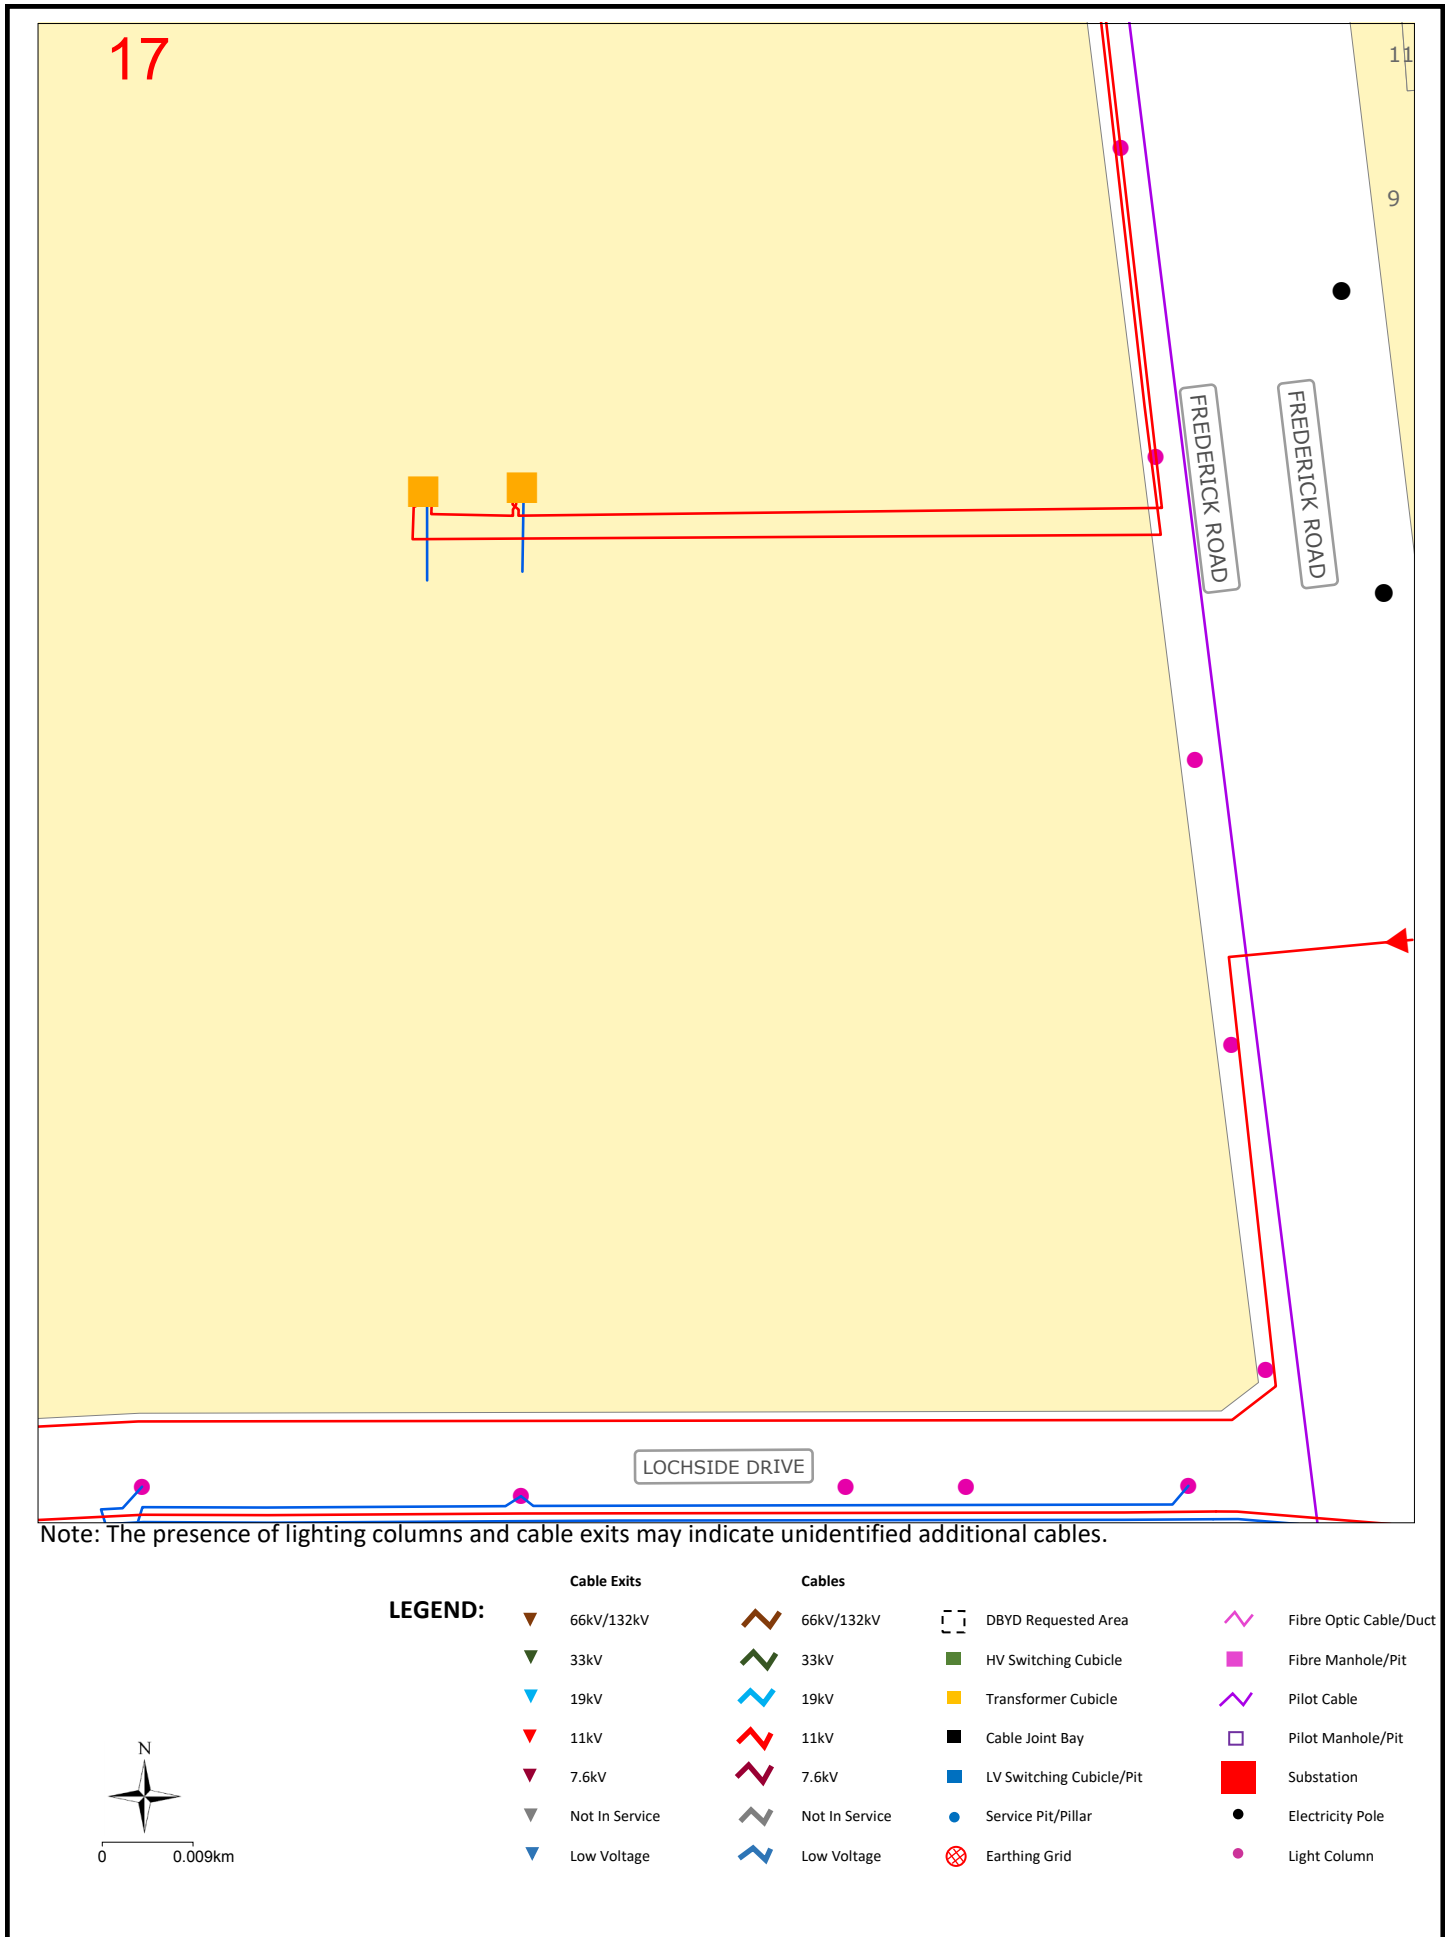 17
11
9
FREDERICK ROAD
FREDERICK ROAD
LOCHSIDE DRIVE
Note: The presence of lighting columns and cable exits may indicate unidentified additional cables.
LEGEND:
Cable Exits
66kV/132kV
33kV
19kV
11kV
7.6kV
Not In Service
Low Voltage
Cables
66kV/132kV
33kV
19kV
11kV
7.6kV
Not In Service
Low Voltage
DBYD Requested Area
HV Switching Cubicle
Transformer Cubicle
Cable Joint Bay
LV Switching Cubicle/Pit
Service Pit/Pillar
Earthing Grid
Fibre Optic Cable/Duct
Fibre Manhole/Pit
Pilot Cable
Pilot Manhole/Pit
Substation
Electricity Pole
Light Column
N
0 0.009km